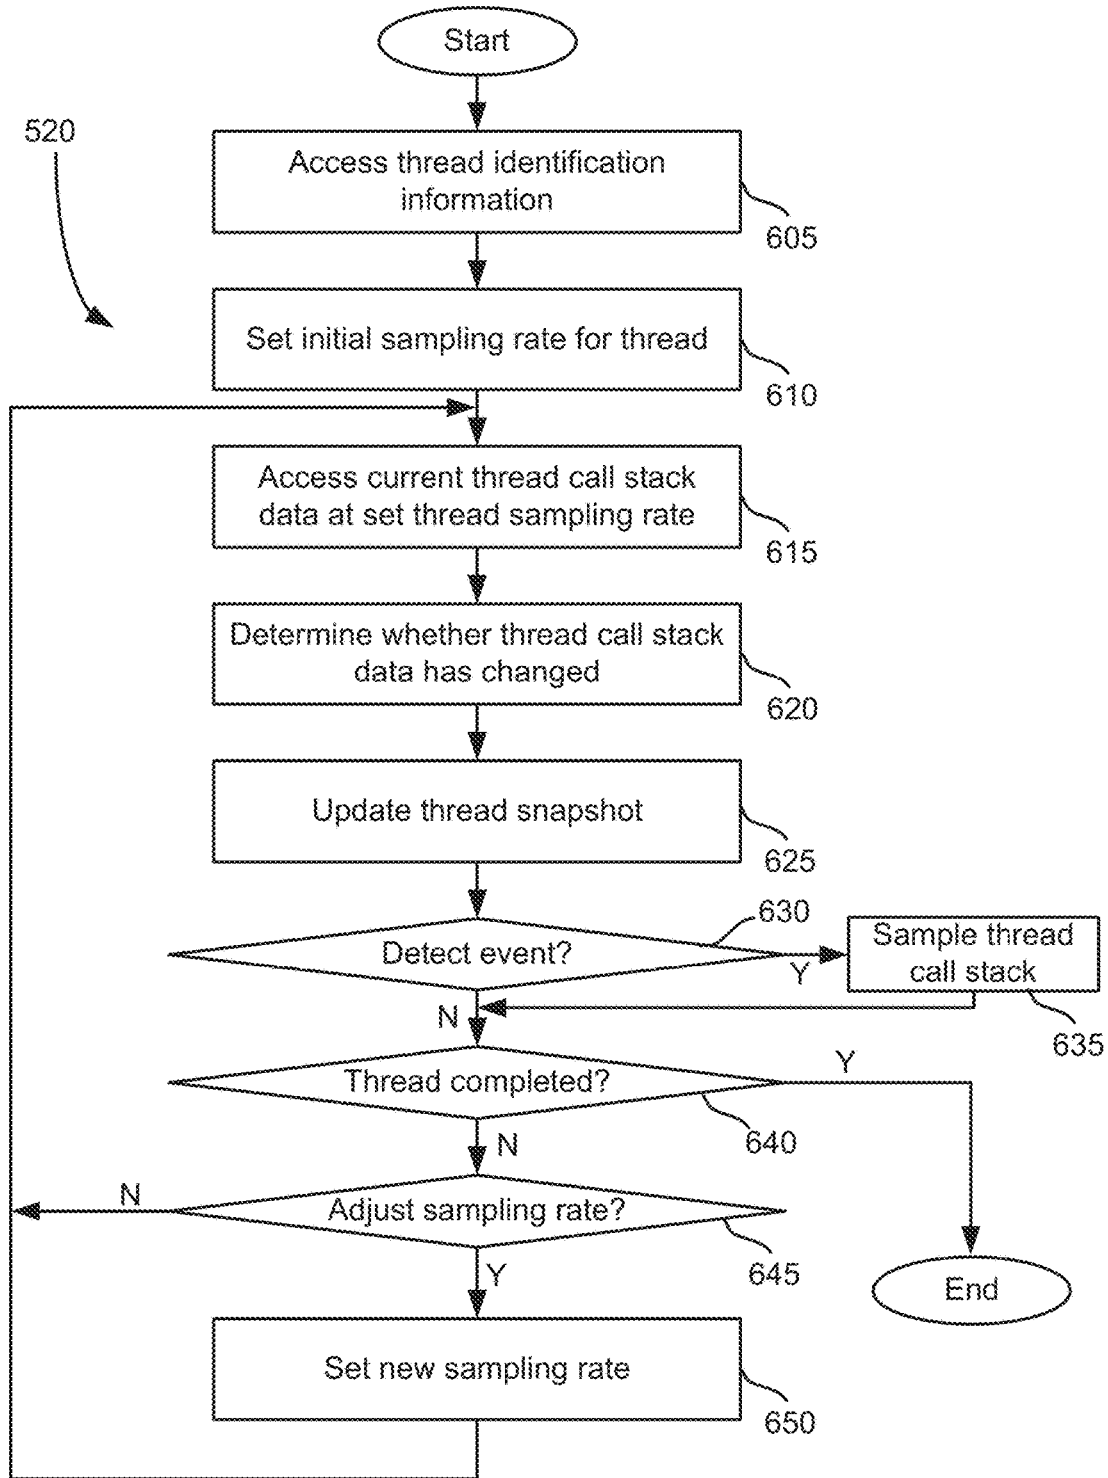 Start
520
Access thread identification
information
605
Set initial sampling rate for thread
610
Access current thread call stack
data at set thread sampling rate
615
Determine whether thread call stack
data has changed
620
Update thread snapshot
625
630
Detect event?
Y
Sample thread
call stack
635
N
Thread completed?
Y
640
N
Adjust sampling rate?
N
645
Y
End
Set new sampling rate
650